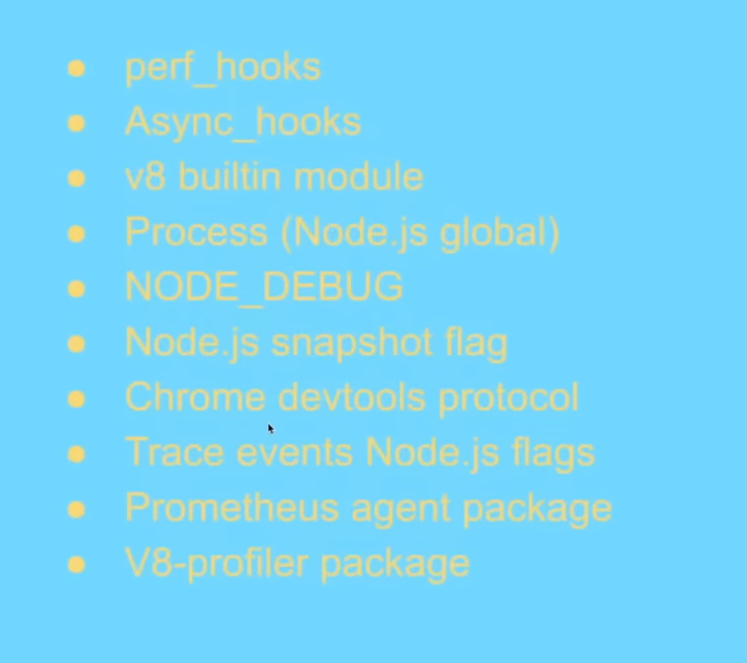 ● perf_hooks
● Async_hooks
● v8 builtin module
● Process (Node.js global)
● NODE_DEBUG
● Node.js snapshot flag
● Chrome devtools protocol
● Trace events Node.js flags
● Prometheus agent package
● V8-profiler package